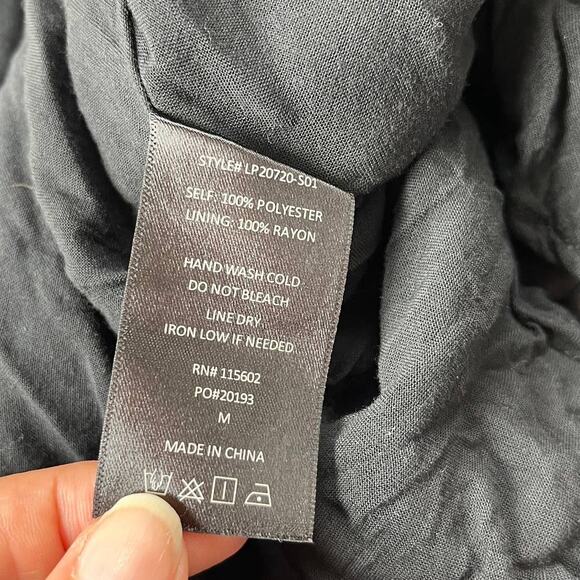 STYLE# LP20720-S01
SELF: 100% POLYESTER
LINING: 100% RAYON
HAND WASH COLD
DO NOT BLEACH
LINE DRY
IRON LOW IF NEEDED
RN# 115602
PO#20193
M
MADE IN CHINA